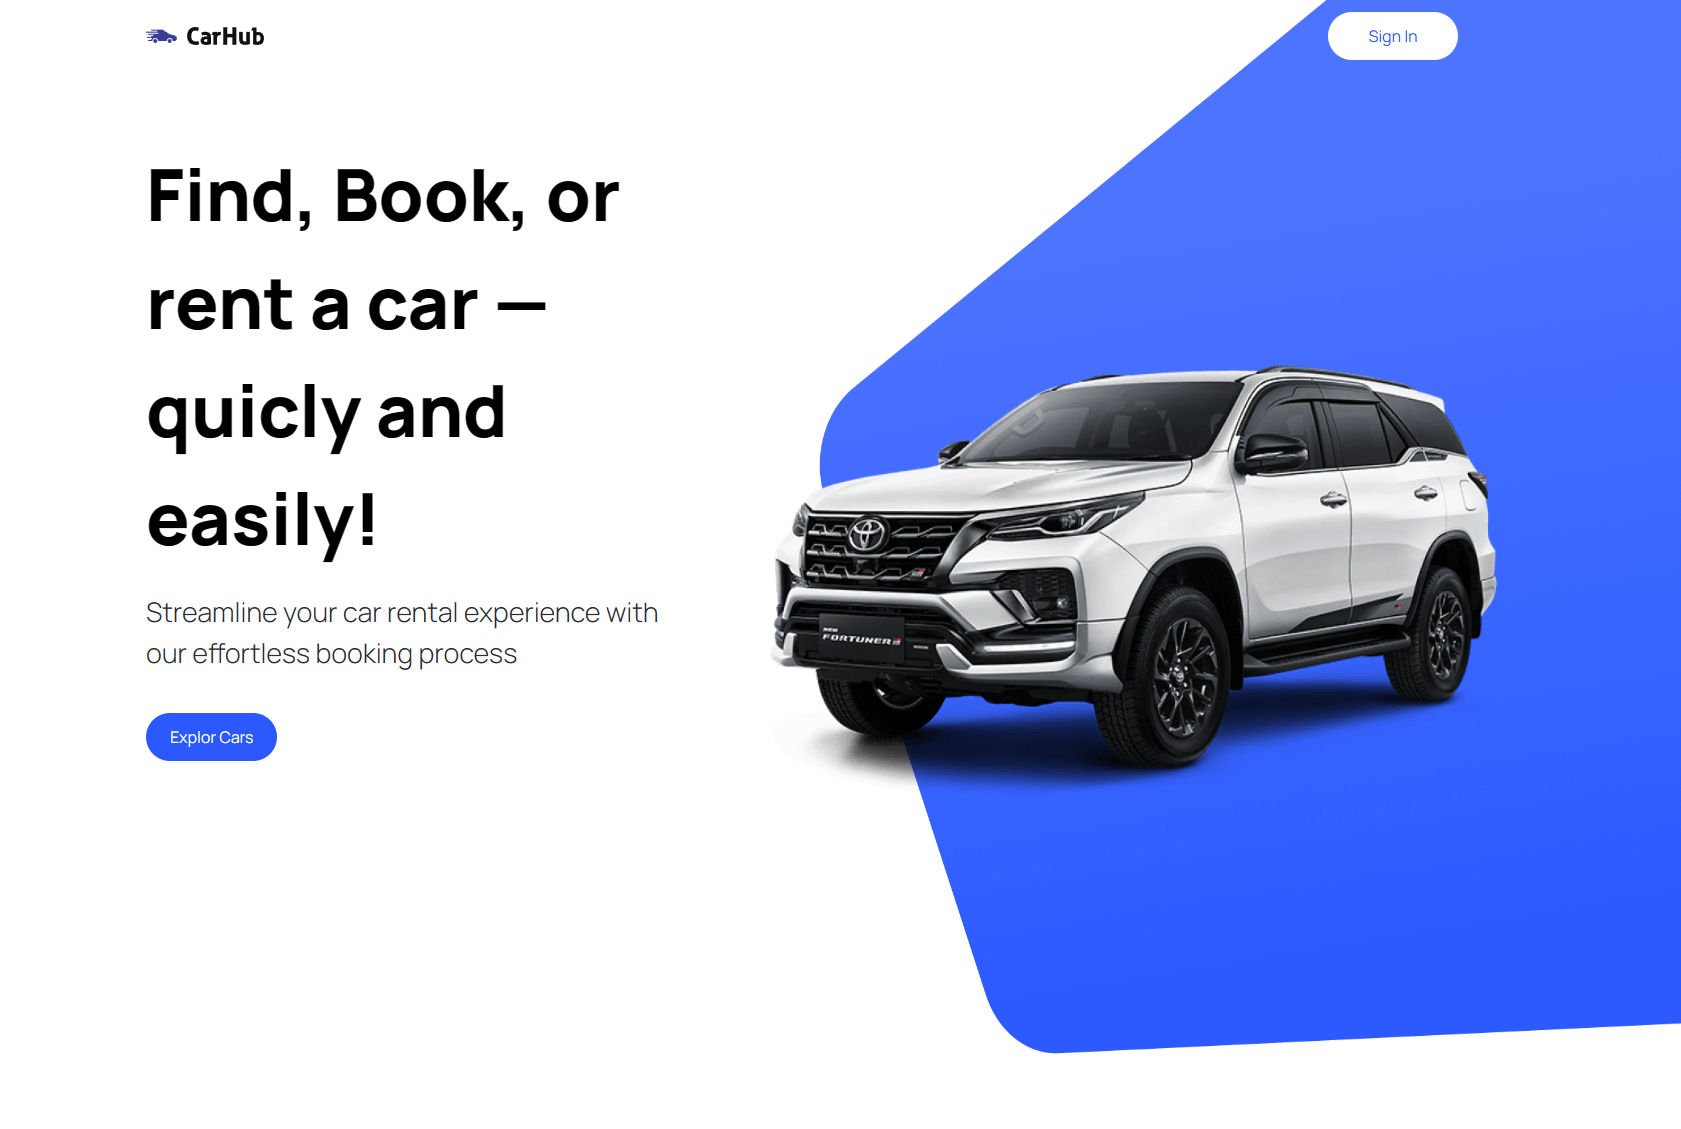 CarHub
Sign In
Find, Book, or
rent a car —
quicly and
easily!
Streamline your car rental experience with
our effortless booking process
Explor Cars
NEW
FORTUNER